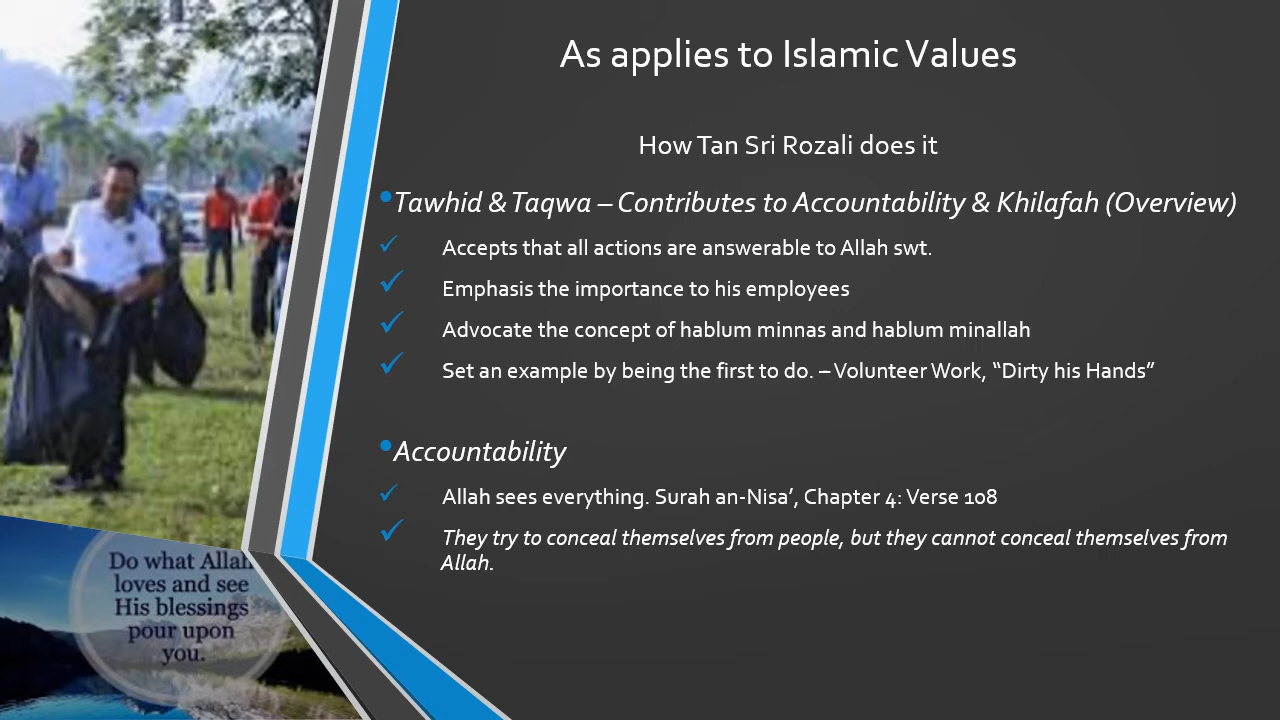 As applies to Islamic Values
How Tan Sri Rozali does it
•Tawhid & Taqwa – Contributes to Accountability & Khilafah (Overview)
✓ Accepts that all actions are answerable to Allah swt.
✓ Emphasis the importance to his employees
✓ Advocate the concept of hablum minnas and hablum minallah
✓ Set an example by being the first to do. – Volunteer Work, “Dirty his Hands”
•Accountability
✓ Allah sees everything. Surah an-Nisa’, Chapter 4: Verse 108
✓ They try to conceal themselves from people, but they cannot conceal themselves from
Allah.
Do what Allah
loves and see
His blessings
pour upon
you.